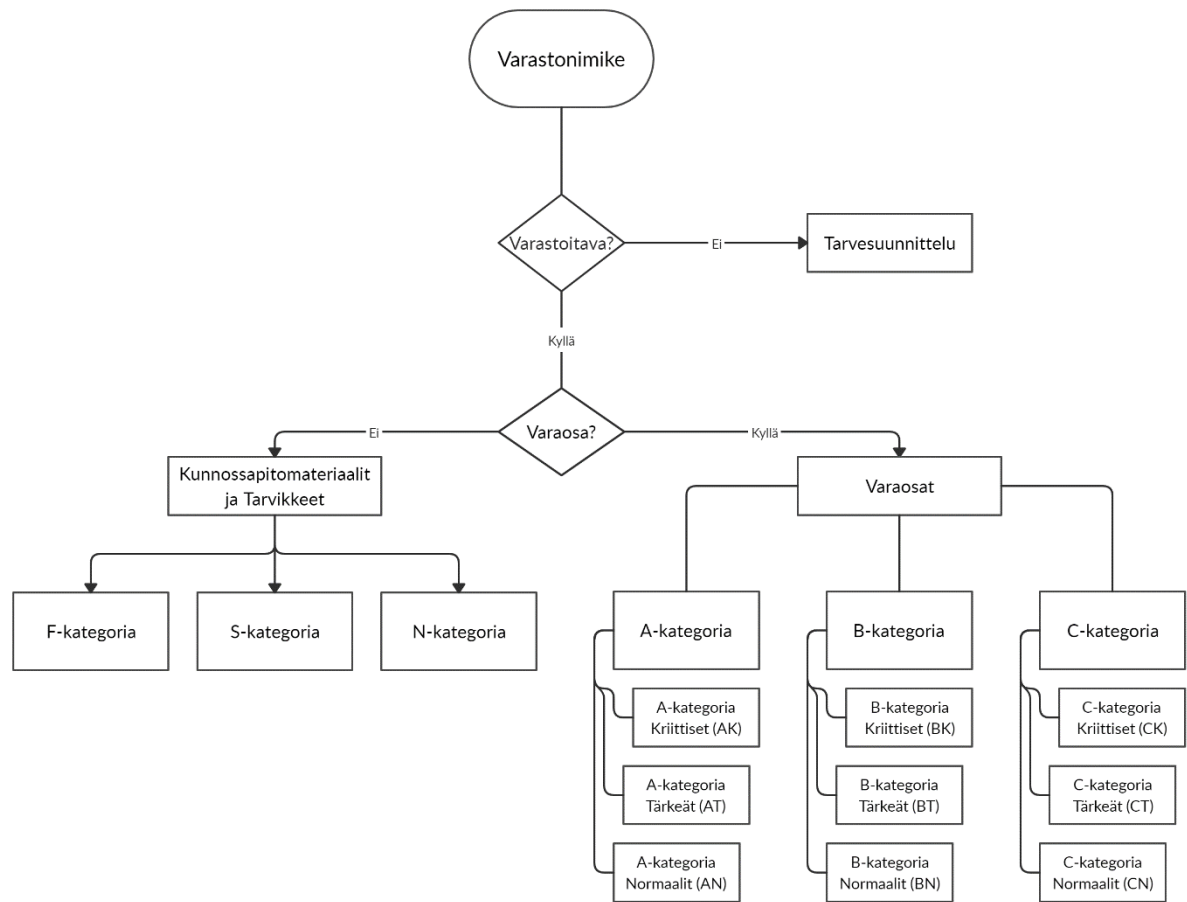 Varastonimike
Varastoitava?
Ei
Tarvesuunnittelu
Kyllä
Varaosa?
Ei
Kyllä
Kunnossapitomateriaalit
ja Tarvikkeet
Varaosat
F-kategoria
S-kategoria
N-kategoria
A-kategoria
B-kategoria
C-kategoria
A-kategoria
Kriittiset (AK)
B-kategoria
Kriittiset (BK)
C-kategoria
Kriittiset (CK)
A-kategoria
Tärkeät (AT)
B-kategoria
Tärkeät (BT)
C-kategoria
Tärkeät (CT)
A-kategoria
Normaalit (AN)
B-kategoria
Normaalit (BN)
C-kategoria
Normaalit (CN)